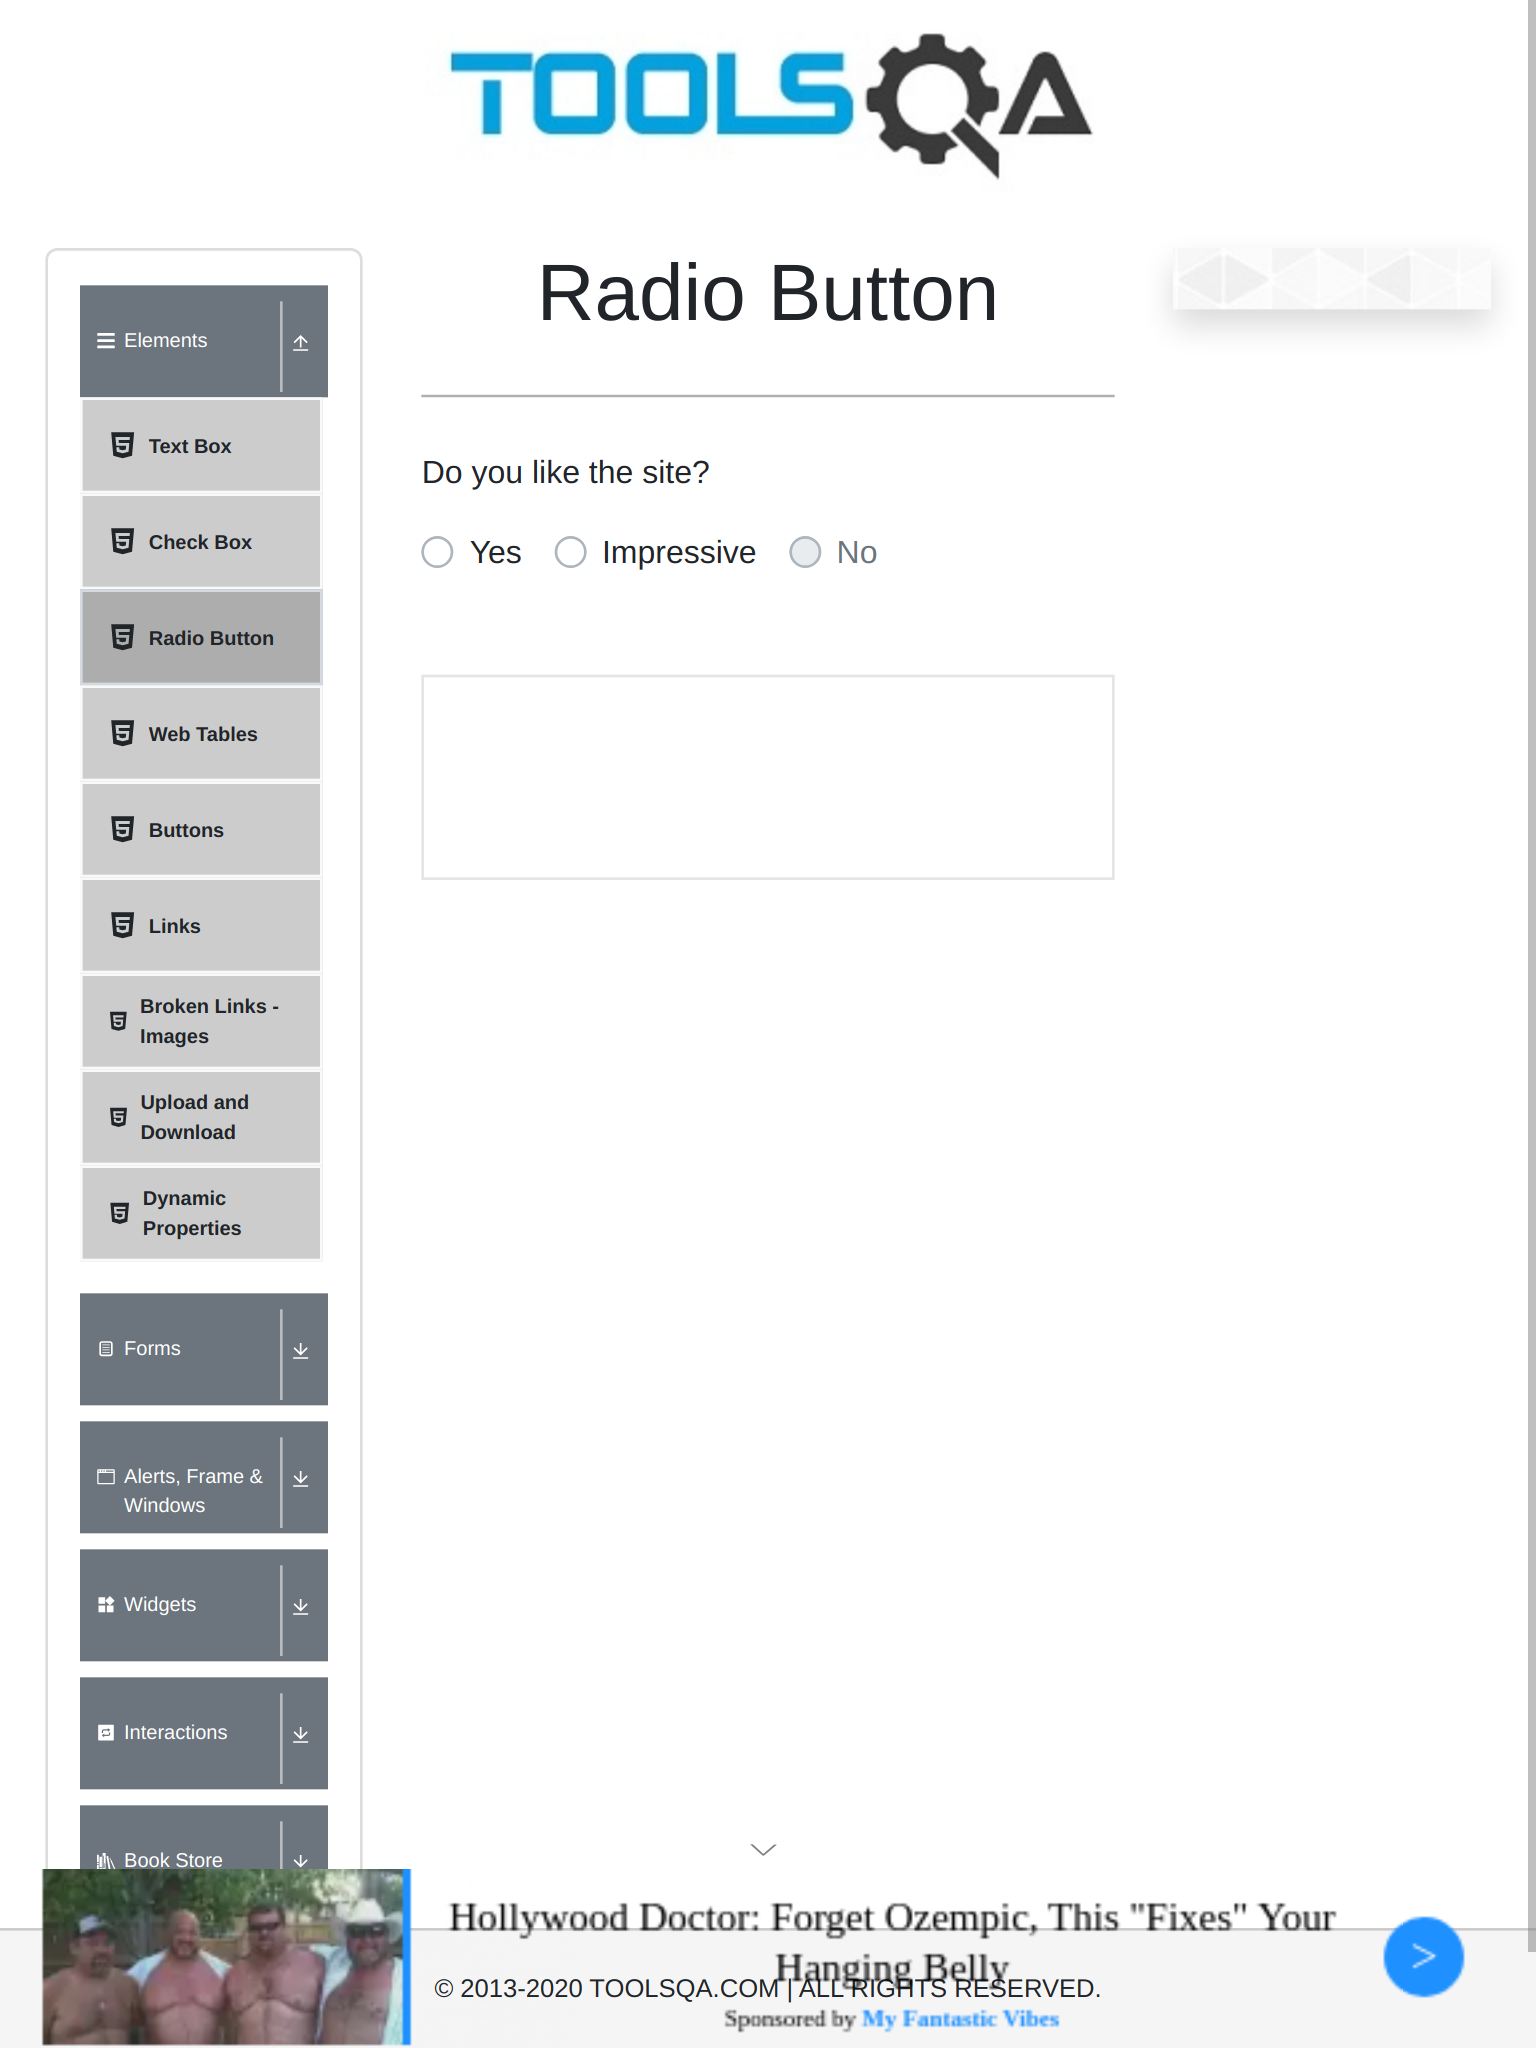 TOOLSQA
Radio Button
Elements
Text Box
Check Box
Radio Button
Web Tables
Buttons
Links
Broken Links -
Images
Upload and
Download
Dynamic
Properties
Forms
Alerts, Frame &
Windows
Widgets
Interactions
Book Store
Do you like the site?
Yes
Impressive
No
Hollywood Doctor: Forget Ozempic, This "Fixes" Your
Hanging Belly
© 2013-2020 TOOLSQA.COM | ALL RIGHTS RESERVED.
Sponsored by My Fantastic Vibes
>